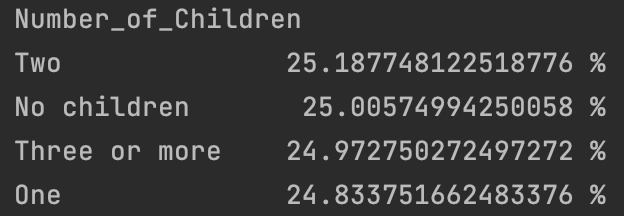 Number_of_Children
Two 25.187748122518776 %
No children 25.00574994250058 %
Three or more 24.972750272497272 %
One 24.833751662483376 %